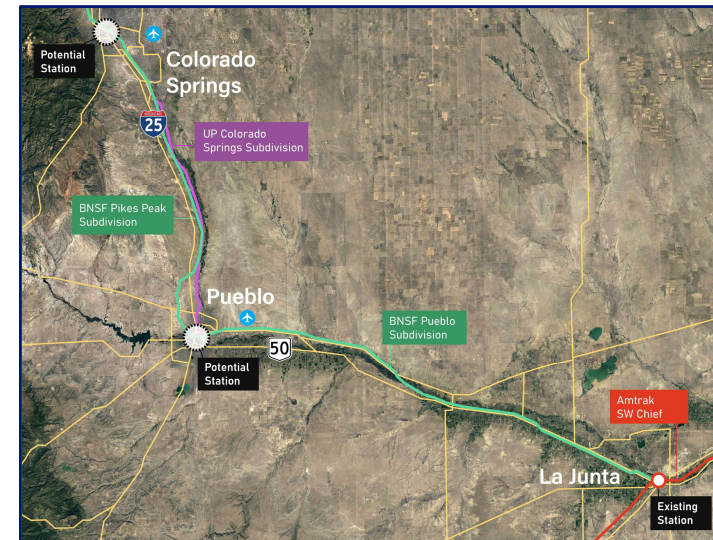 Potential
Station
Colorado
Springs
INTERSTATE
25
UP Colorado
Springs Subdivision
BNSF Pikes Peak
Subdivision
Pueblo
BNSF Pueblo
Subdivision
50
Potential
Station
Amtrak
SW Chief
La Junta
Existing
Station